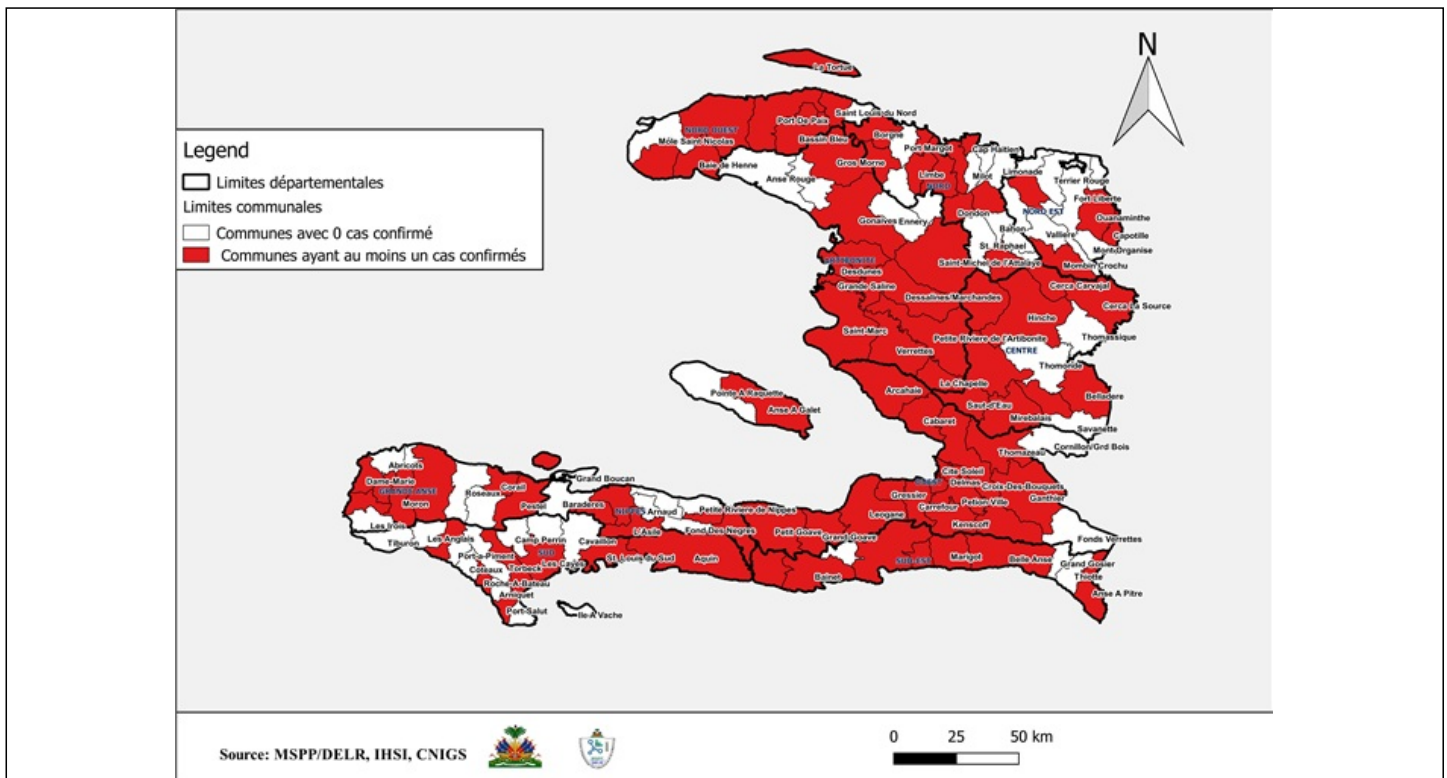 N
La Tortue
Saint Louis du Nord
Port De Paix
NORD OUEST
Môle Saint Nicolas
Bassin Bleu
Borgne
Port Margot
Cap Haïtien
Baie de Henne
Gros Morne
Limbe
Milot
Limonade
Terrier Rouge
Anse Rouge
NORD
Fort Liberte
Gonaives
Ennery
Dondon
NORD EST
Ouanaminthe
Bahon
Valliere
Capotille
St. Raphael
Mont-Organise
Saint-Michel de l'Attalaye
Mombin Crochu
ARTIBONITE
Desdunes
Grande Saline
Cerca Carvajal
Dessalines/Marchandes
Cerca La Source
Hinche
Saint-Marc
Petite Riviere de l'Artibonite
Thomassique
Verrettes
CENTRE
Thomonde
La Chapelle
Pointe A Raquette
Arcahaie
Belladere
Anse A Galet
Saut-d'Eau
Cabaret
Mirebalais
Savanette
Cornillon/Grd Bois
Thomazeau
Abricots
Grand Boucan
Cite Soleil
Dame-Marie
GRANDE ANSE
Corail
Delmas
Croix-Des-Bouquets
Roseaux
OUEST
Moron
Pestel
Baraderes
Gressier
Ganthier
Petite Riviere de Nippes
Carrefour
Petion Ville
NIPPES
Arnaud
Leogane
Les Irois
Kenscoff
Les Anglais
L'Asile
Fond Des Negres
Petit Goave
Grand-Goave
Fonds Verrettes
Tiburon
Camp Perrin
Cavaillon
Port-a-Piment
SUD
St. Louis du Sud
Aquin
SUD-EST
Marigot
Belle Anse
Coteaux
Torbeck
Les Cayes
Grand Gosier
Roche-A-Bateau
Bainet
Thiotte
Arniquet
Anse A Pitre
Port-Salut
Ile A Vache
Legend
Limites départementales
Limites communales
Communes avec 0 cas confirmé
Communes ayant au moins un cas confirmés
Source: MSPP/DELR, IHSI, CNIGS
0 25 50 km